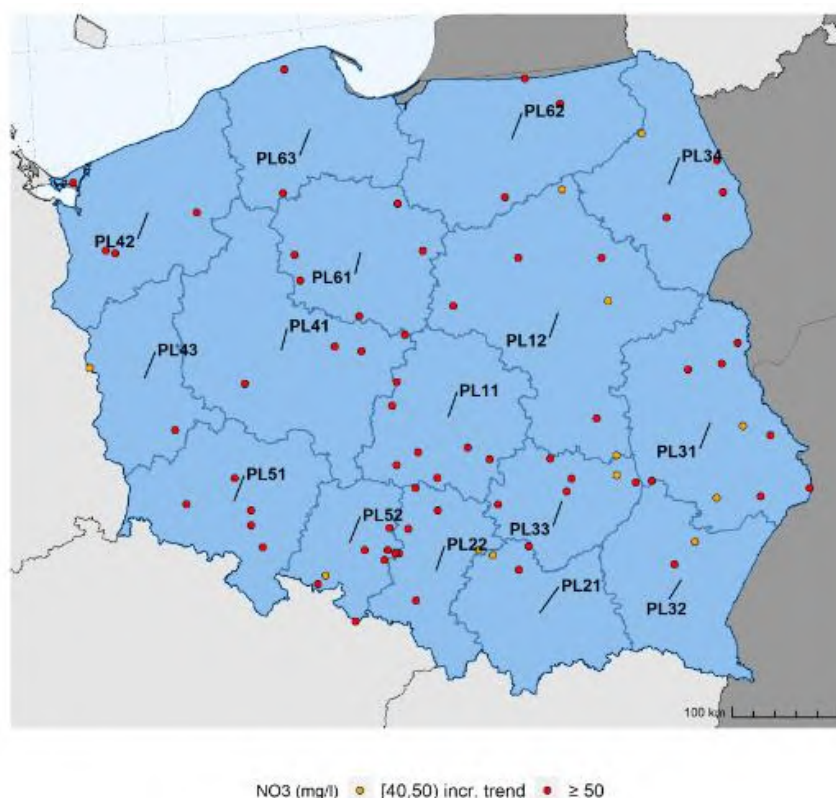 PL62
PL63
PL34
PL42
PL61
PL41
PL12
PL43
PL11
PL31
PL51
PL52
PL33
PL22
PL21
PL32
100 km
NO3 (mg/l) [40,50) incr. trend ≥ 50